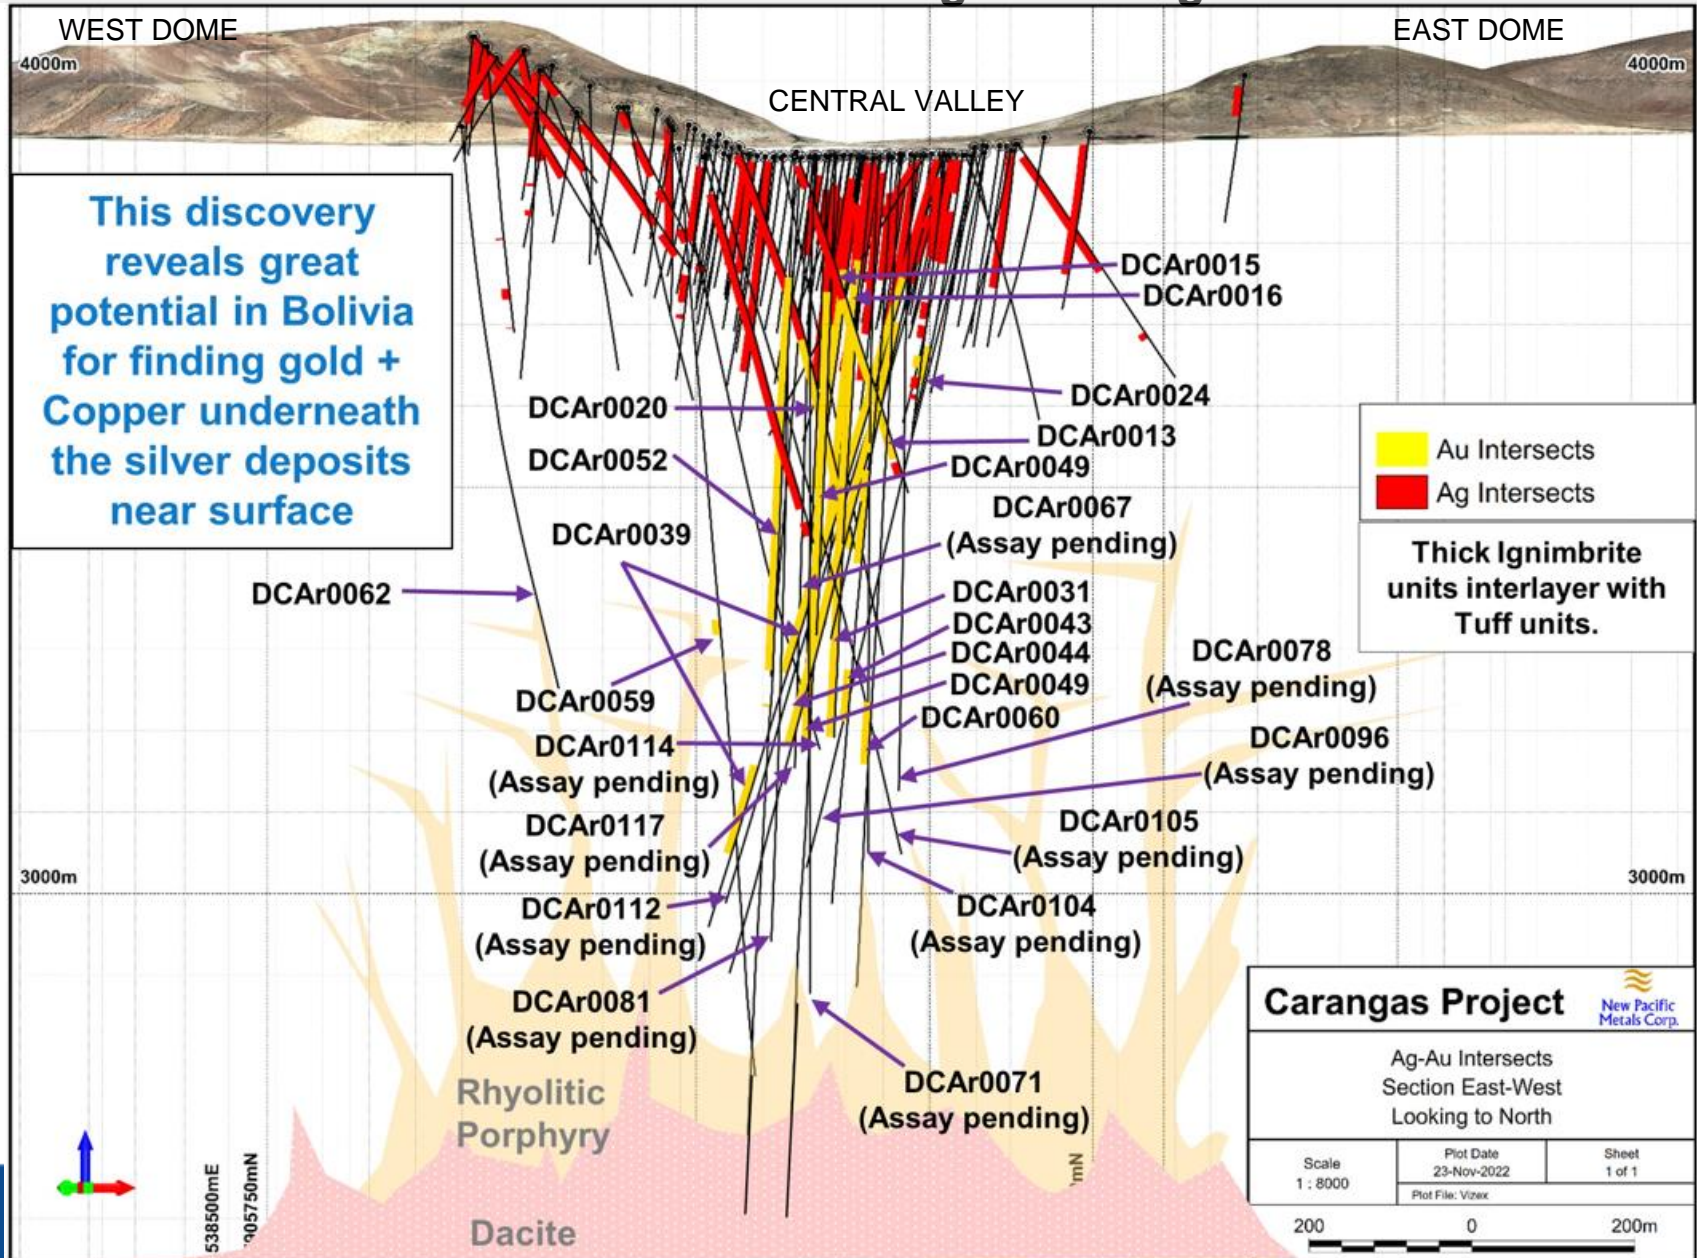 WEST DOME
EAST DOME
4000m
4000m
CENTRAL VALLEY
This discovery
reveals great
potential in Bolivia
for finding gold +
Copper underneath
the silver deposits
near surface
DCAr0015
DCAr0016
DCAr0020
DCAr0024
DCAr0013
DCAr0052
DCAr0049
DCAr0067
(Assay pending)
DCAr0039
DCAr0062
DCAr0031
DCAr0043
DCAr0044
DCAr0049
DCAr0060
DCAr0078
(Assay pending)
DCAr0059
DCAr0114
(Assay pending)
DCAr0096
(Assay pending)
DCAr0117
(Assay pending)
DCAr0105
(Assay pending)
3000m
3000m
DCAr0112
(Assay pending)
DCAr0104
(Assay pending)
DCAr0081
(Assay pending)
DCAr0071
(Assay pending)
Rhyolitic
Porphyry
Dacite
Au Intersects
Ag Intersects
Thick Ignimbrite
units interlayer with
Tuff units.
Carangas Project
New Pacific
Metals Corp.
Ag-Au Intersects
Section East-West
Looking to North
Scale
1 : 8000
Plot Date
23-Nov-2022
Sheet
1 of 1
Plot File: Vizex
200 0 200m
538500mE
905750mN
mN